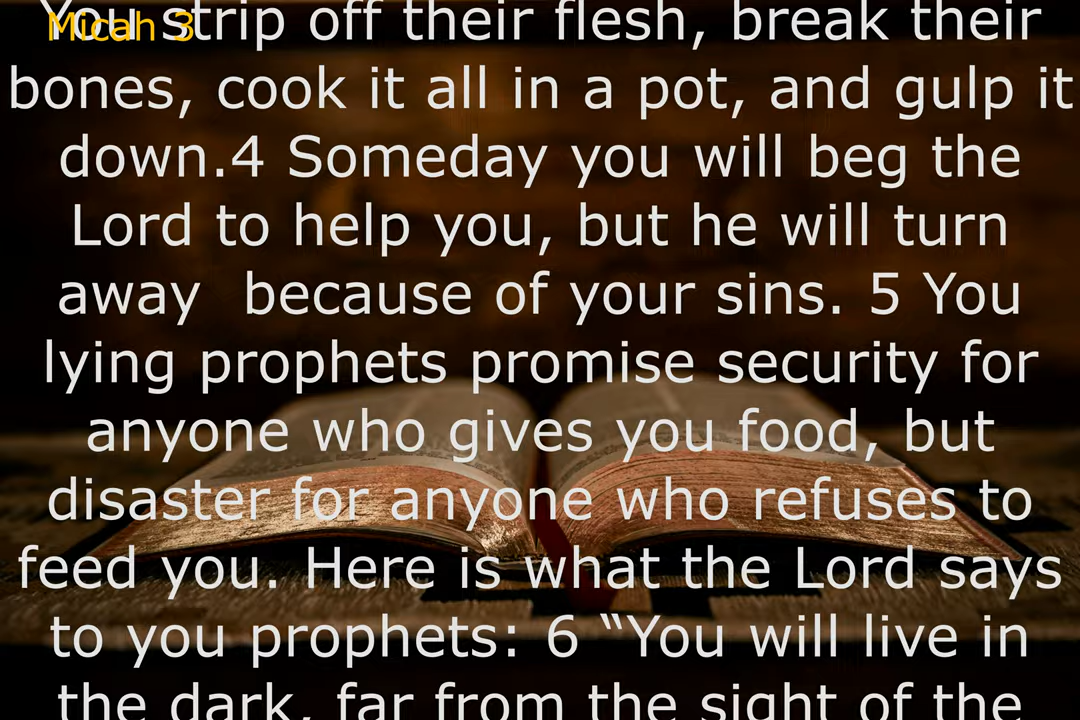 Micah 3
You strip off their flesh, break their
bones, cook it all in a pot, and gulp it
down.4 Someday you will beg the
Lord to help you, but he will turn
away  because of your sins. 5 You
lying prophets promise security for
anyone who gives you food, but
disaster for anyone who refuses to
feed you. Here is what the Lord says
to you prophets: 6 “You will live in
the dark, far from the sight of the